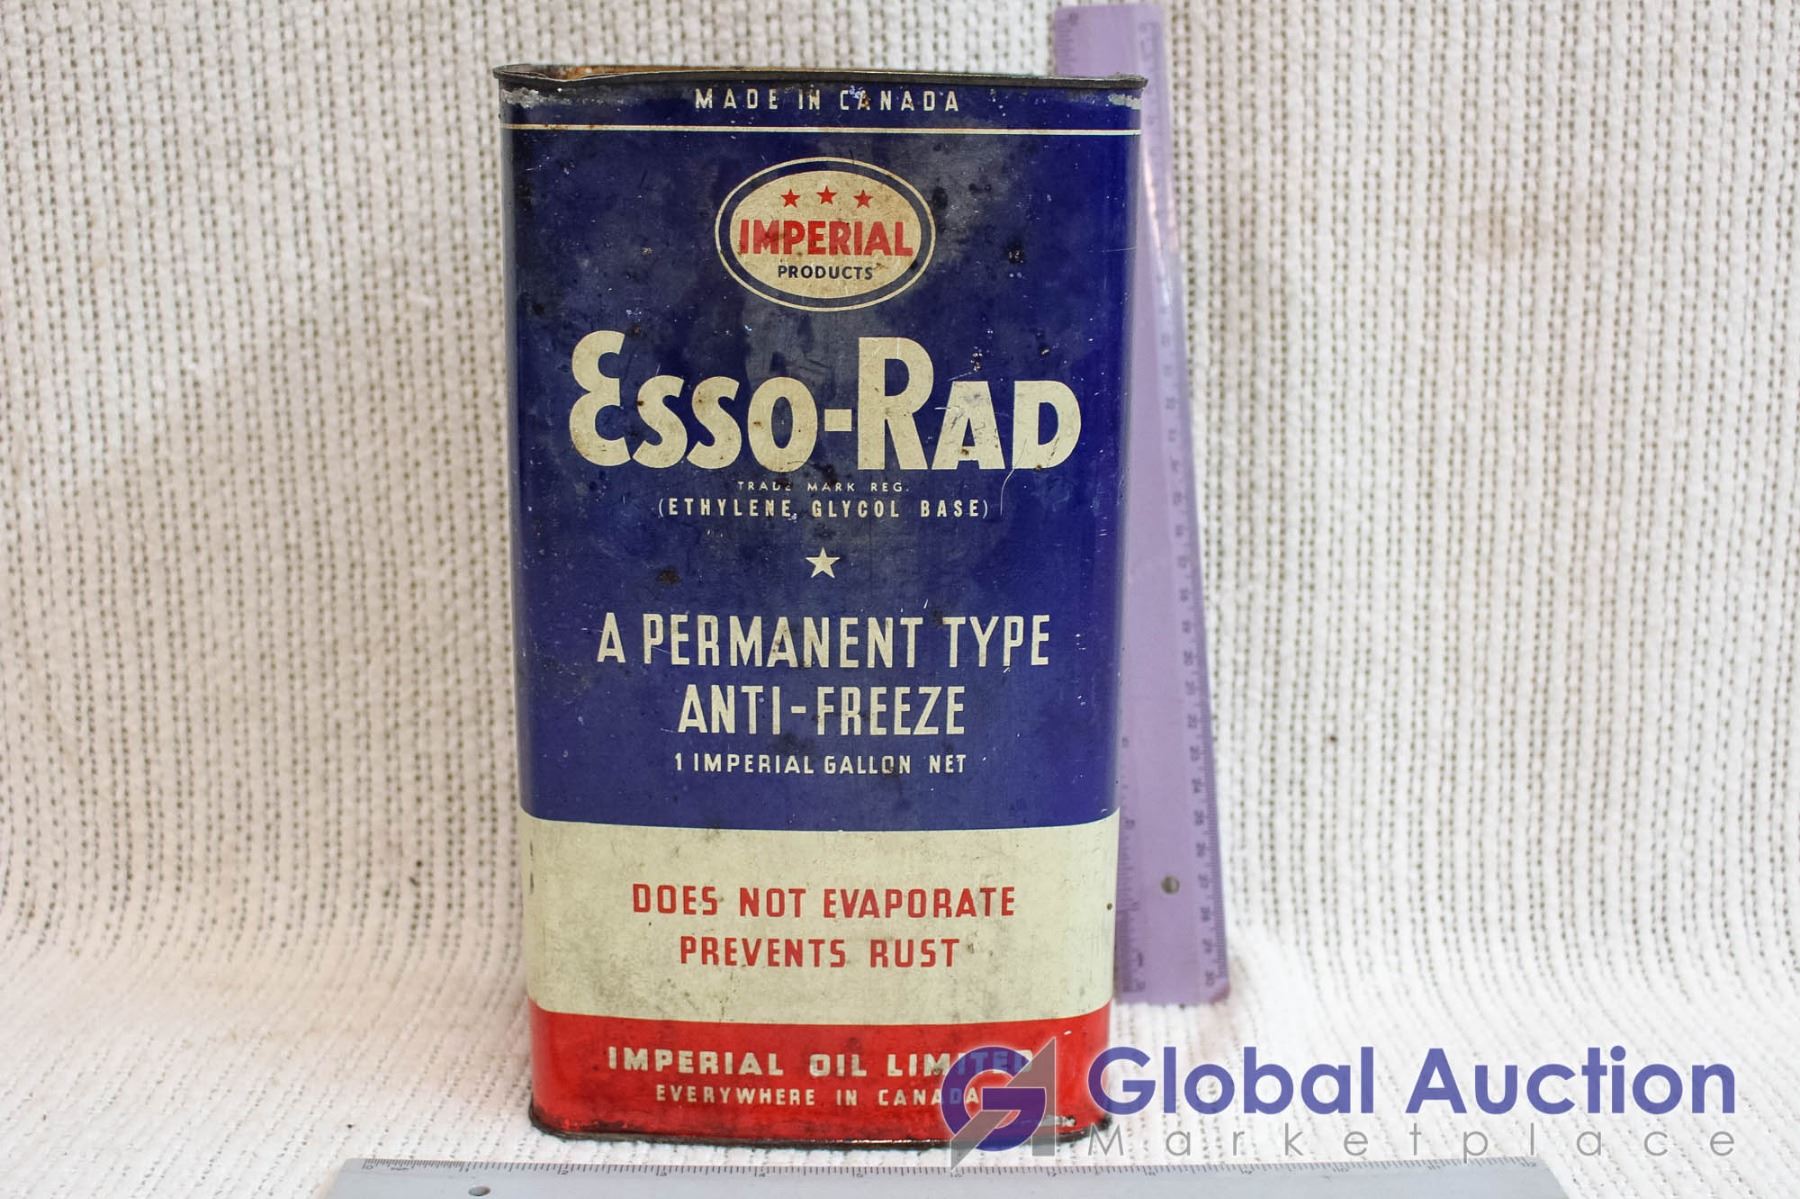 MADE IN CANADA
IMPERIAL
PRODUCTS
ESSO-RAD
TRADE MARK REG.
(ETHYLENE GLYCOL BASE)
A PERMANENT TYPE
ANTI-FREEZE
1 IMPERIAL GALLON NET
DOES NOT EVAPORATE
PREVENTS RUST
IMPERIAL OIL LIMITED
EVERYWHERE IN CANADA
Global Auction
Marketplace